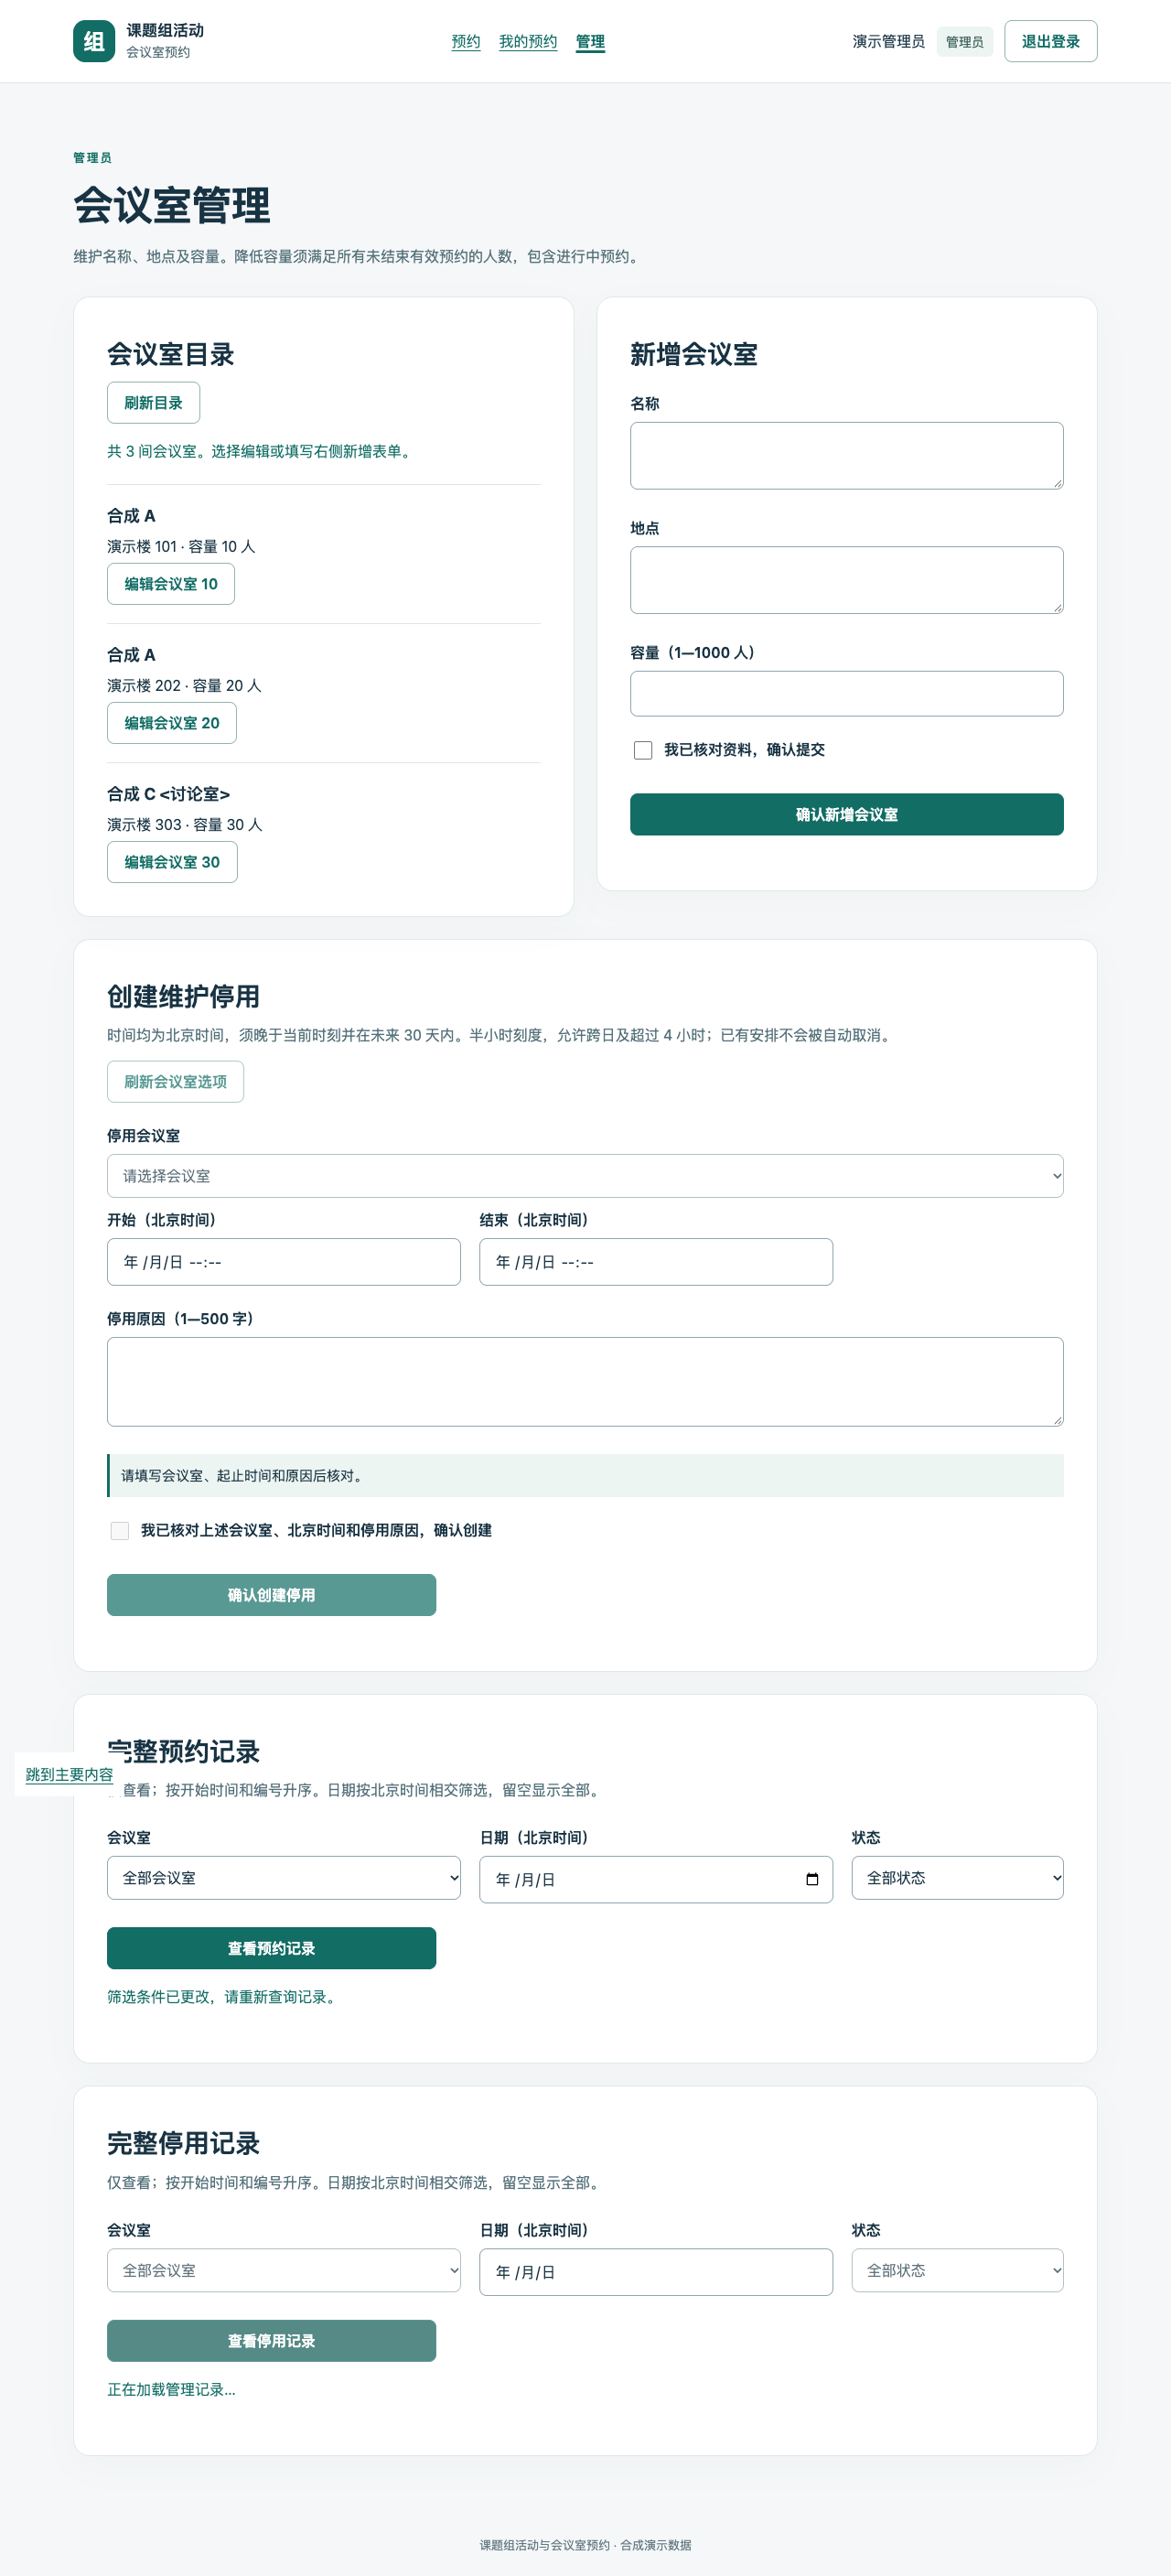 组
课题组活动
会议室预约
预约 我的预约 管理
演示管理员 管理员 退出登录
管理员
会议室管理
维护名称、地点及容量。降低容量须满足所有未结束有效预约的人数，包含进行中预约。
会议室目录
刷新目录
共 3 间会议室。选择编辑或填写右侧新增表单。
合成 A
演示楼 101 · 容量 10 人
编辑会议室 10
合成 A
演示楼 202 · 容量 20 人
编辑会议室 20
合成 C <讨论室>
演示楼 303 · 容量 30 人
编辑会议室 30
新增会议室
名称
地点
容量（1—1000 人）
我已核对资料，确认提交
确认新增会议室
创建维护停用
时间均为北京时间，须晚于当前时刻并在未来 30 天内。半小时刻度，允许跨日及超过 4 小时；已有安排不会被自动取消。
刷新会议室选项
停用会议室
请选择会议室
开始（北京时间） 结束（北京时间）
年 /月/日 --:-- 年 /月/日 --:--
停用原因（1—500 字）
请填写会议室、起止时间和原因后核对。
我已核对上述会议室、北京时间和停用原因，确认创建
确认创建停用
完整预约记录
跳到主要内容
查看；按开始时间和编号升序。日期按北京时间相交筛选，留空显示全部。
会议室 日期（北京时间） 状态
全部会议室 年 /月/日 全部状态
查看预约记录
筛选条件已更改，请重新查询记录。
完整停用记录
仅查看；按开始时间和编号升序。日期按北京时间相交筛选，留空显示全部。
会议室 日期（北京时间） 状态
全部会议室 年 /月/日 全部状态
查看停用记录
正在加载管理记录...
课题组活动与会议室预约 · 合成演示数据